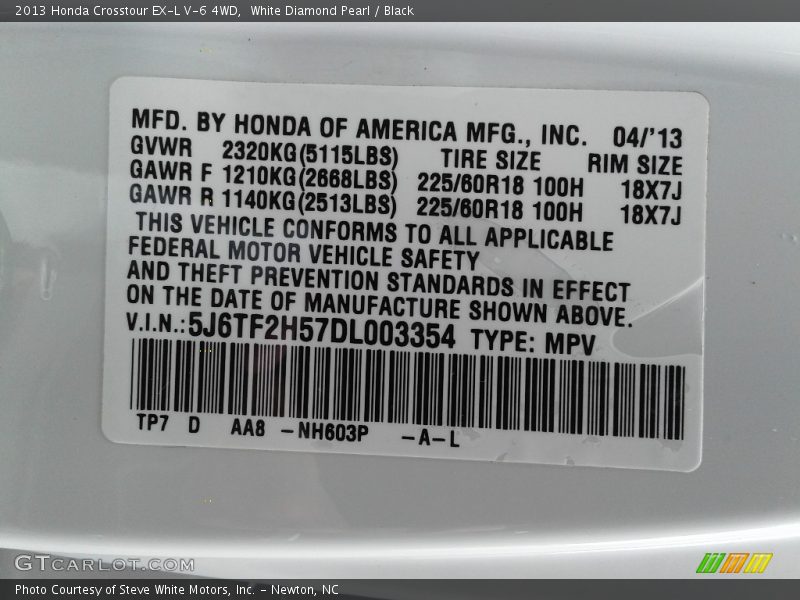 2013 Honda Crosstour EX-L V-6 4WD,  White Diamond Pearl / Black
MFD. BY HONDA OF AMERICA MFG., INC. 04/'13
GVWR 2320KG(5115LBS) TIRE SIZE RIM SIZE
GAWR F 1210KG(2668LBS) 225/60R18 100H 18X7J
GAWR R 1140KG(2513LBS) 225/60R18 100H 18X7J
THIS VEHICLE CONFORMS TO ALL APPLICABLE
FEDERAL MOTOR VEHICLE SAFETY
AND THEFT PREVENTION STANDARDS IN EFFECT
ON THE DATE OF MANUFACTURE SHOWN ABOVE.
V.I.N.:5J6TF2H57DL003354 TYPE: MPV
TP7 D AA8 -NH603P -A-L
GTCARLOT.COM
Photo Courtesy of Steve White Motors, Inc. - Newton, NC